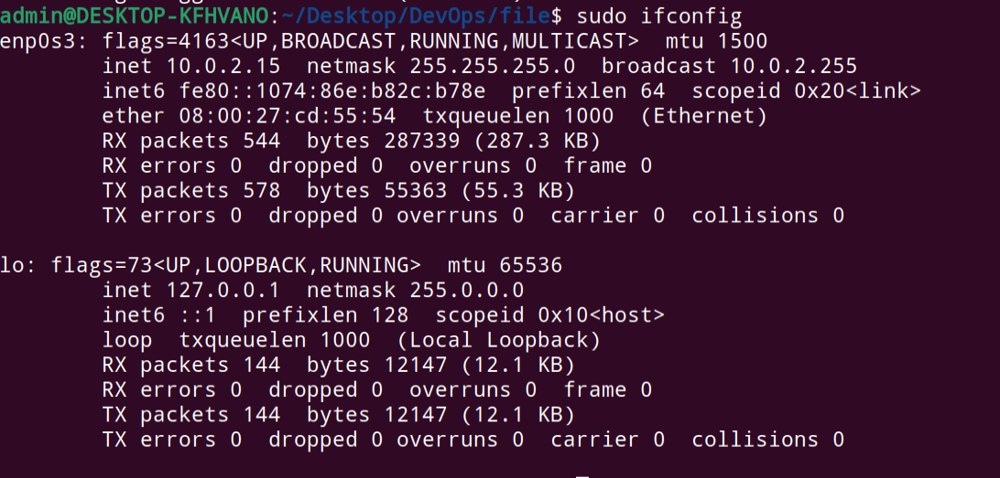 admin@DESKTOP-KFHVANO:~/Desktop/DevOps/file$ sudo ifconfig
enp0s3: flags=4163<UP,BROADCAST,RUNNING,MULTICAST>  mtu 1500
        inet 10.0.2.15  netmask 255.255.255.0  broadcast 10.0.2.255
        inet6 fe80::1074:86e:b82c:b78e  prefixlen 64  scopeid 0x20<link>
        ether 08:00:27:cd:55:54  txqueuelen 1000  (Ethernet)
        RX packets 544  bytes 287339 (287.3 KB)
        RX errors 0  dropped 0  overruns 0  frame 0
        TX packets 578  bytes 55363 (55.3 KB)
        TX errors 0  dropped 0 overruns 0  carrier 0  collisions 0

lo: flags=73<UP,LOOPBACK,RUNNING>  mtu 65536
        inet 127.0.0.1  netmask 255.0.0.0
        inet6 ::1  prefixlen 128  scopeid 0x10<host>
        loop  txqueuelen 1000  (Local Loopback)
        RX packets 144  bytes 12147 (12.1 KB)
        RX errors 0  dropped 0  overruns 0  frame 0
        TX packets 144  bytes 12147 (12.1 KB)
        TX errors 0  dropped 0 overruns 0  carrier 0  collisions 0